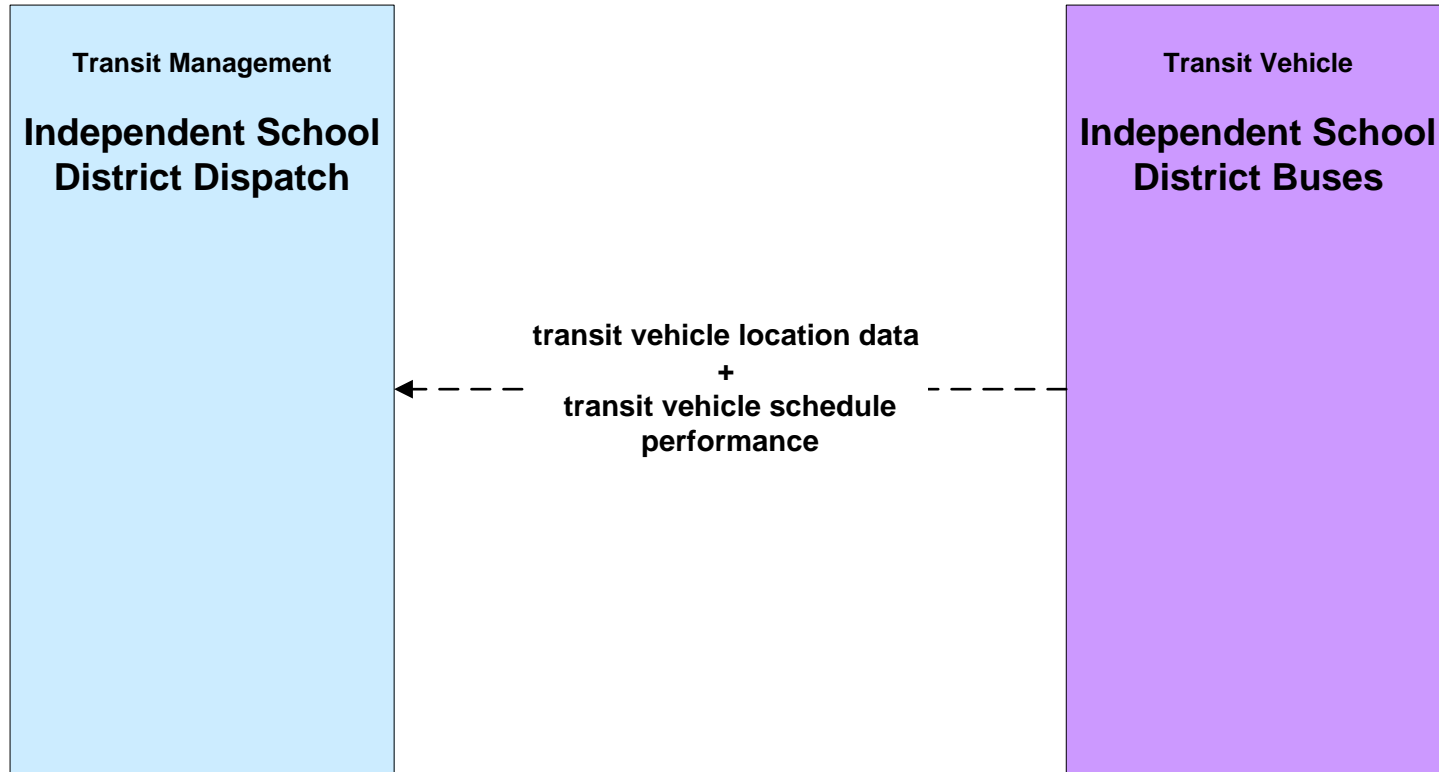 Transit Management
Independent School
District Dispatch
Transit Vehicle
Independent School
District Buses
transit vehicle location data
+
transit vehicle schedule
performance